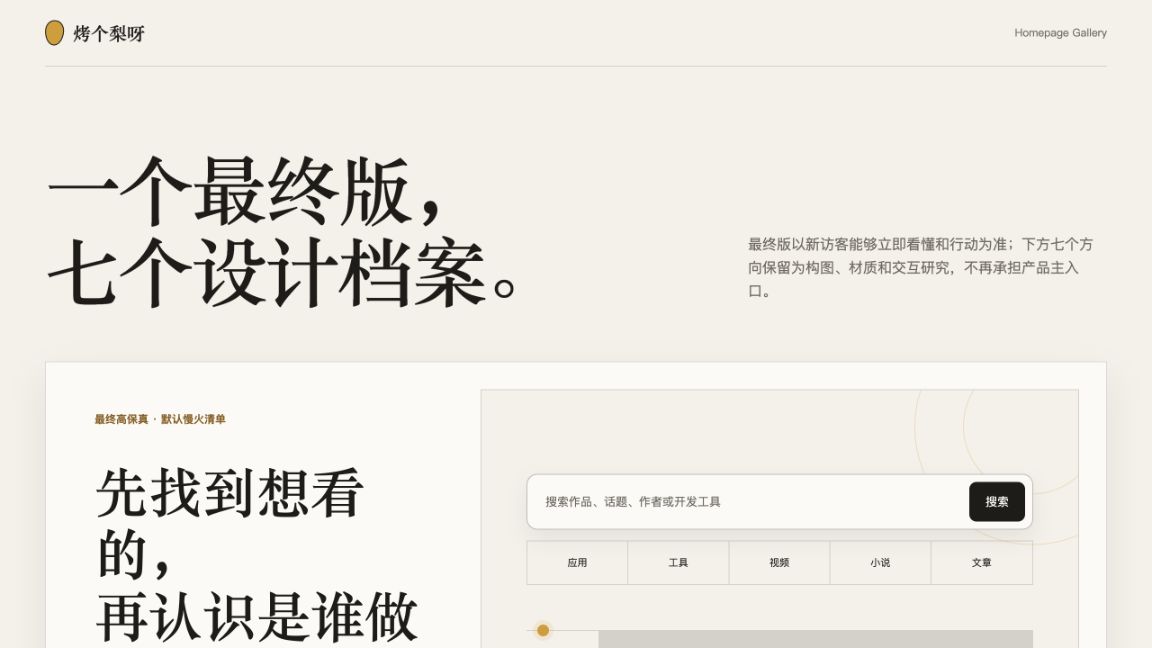 烤个梨呀
Homepage Gallery
一个最终版，
七个设计档案。
最终版以新访客能够立即看懂和行动为准；下方七个方
向保留为构图、材质和交互研究，不再承担产品主入
口。
最终高保真 · 默认慢火清单
先找到想看
的，
再认识是谁做
搜索作品、话题、作者或开发工具
搜索
应用
工具
视频
小说
文章